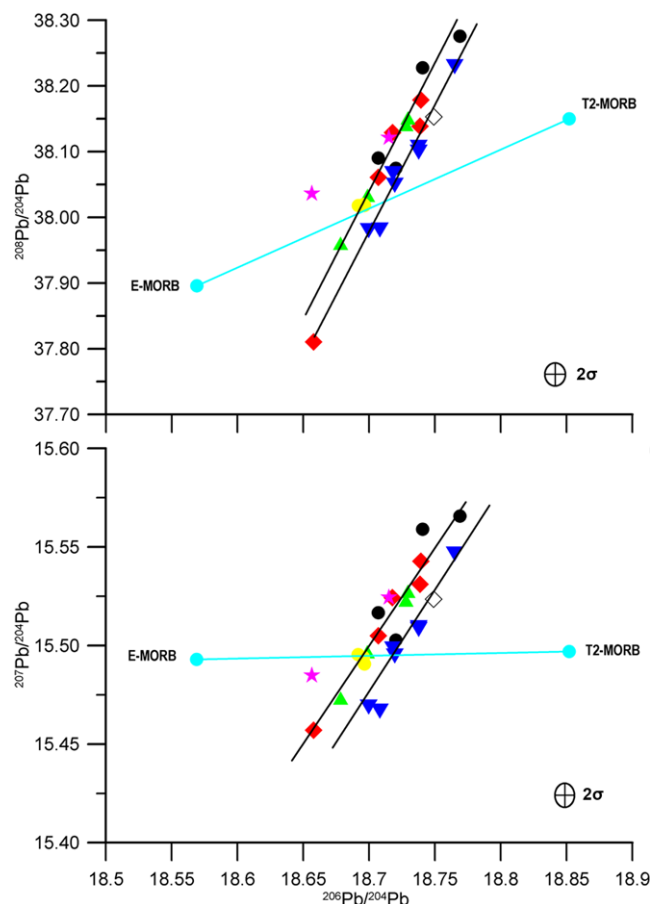 38.30
38.20
38.10
38.00
37.90
37.80
37.70
²⁰⁸Pb/²⁰⁴Pb
T2-MORB
E-MORB
2σ
15.60
15.55
15.50
15.45
15.40
²⁰⁷Pb/²⁰⁴Pb
E-MORB
T2-MORB
2σ
18.5 18.55 18.6 18.65 18.7 18.75 18.8 18.85 18.9
²⁰⁶Pb/²⁰⁴Pb